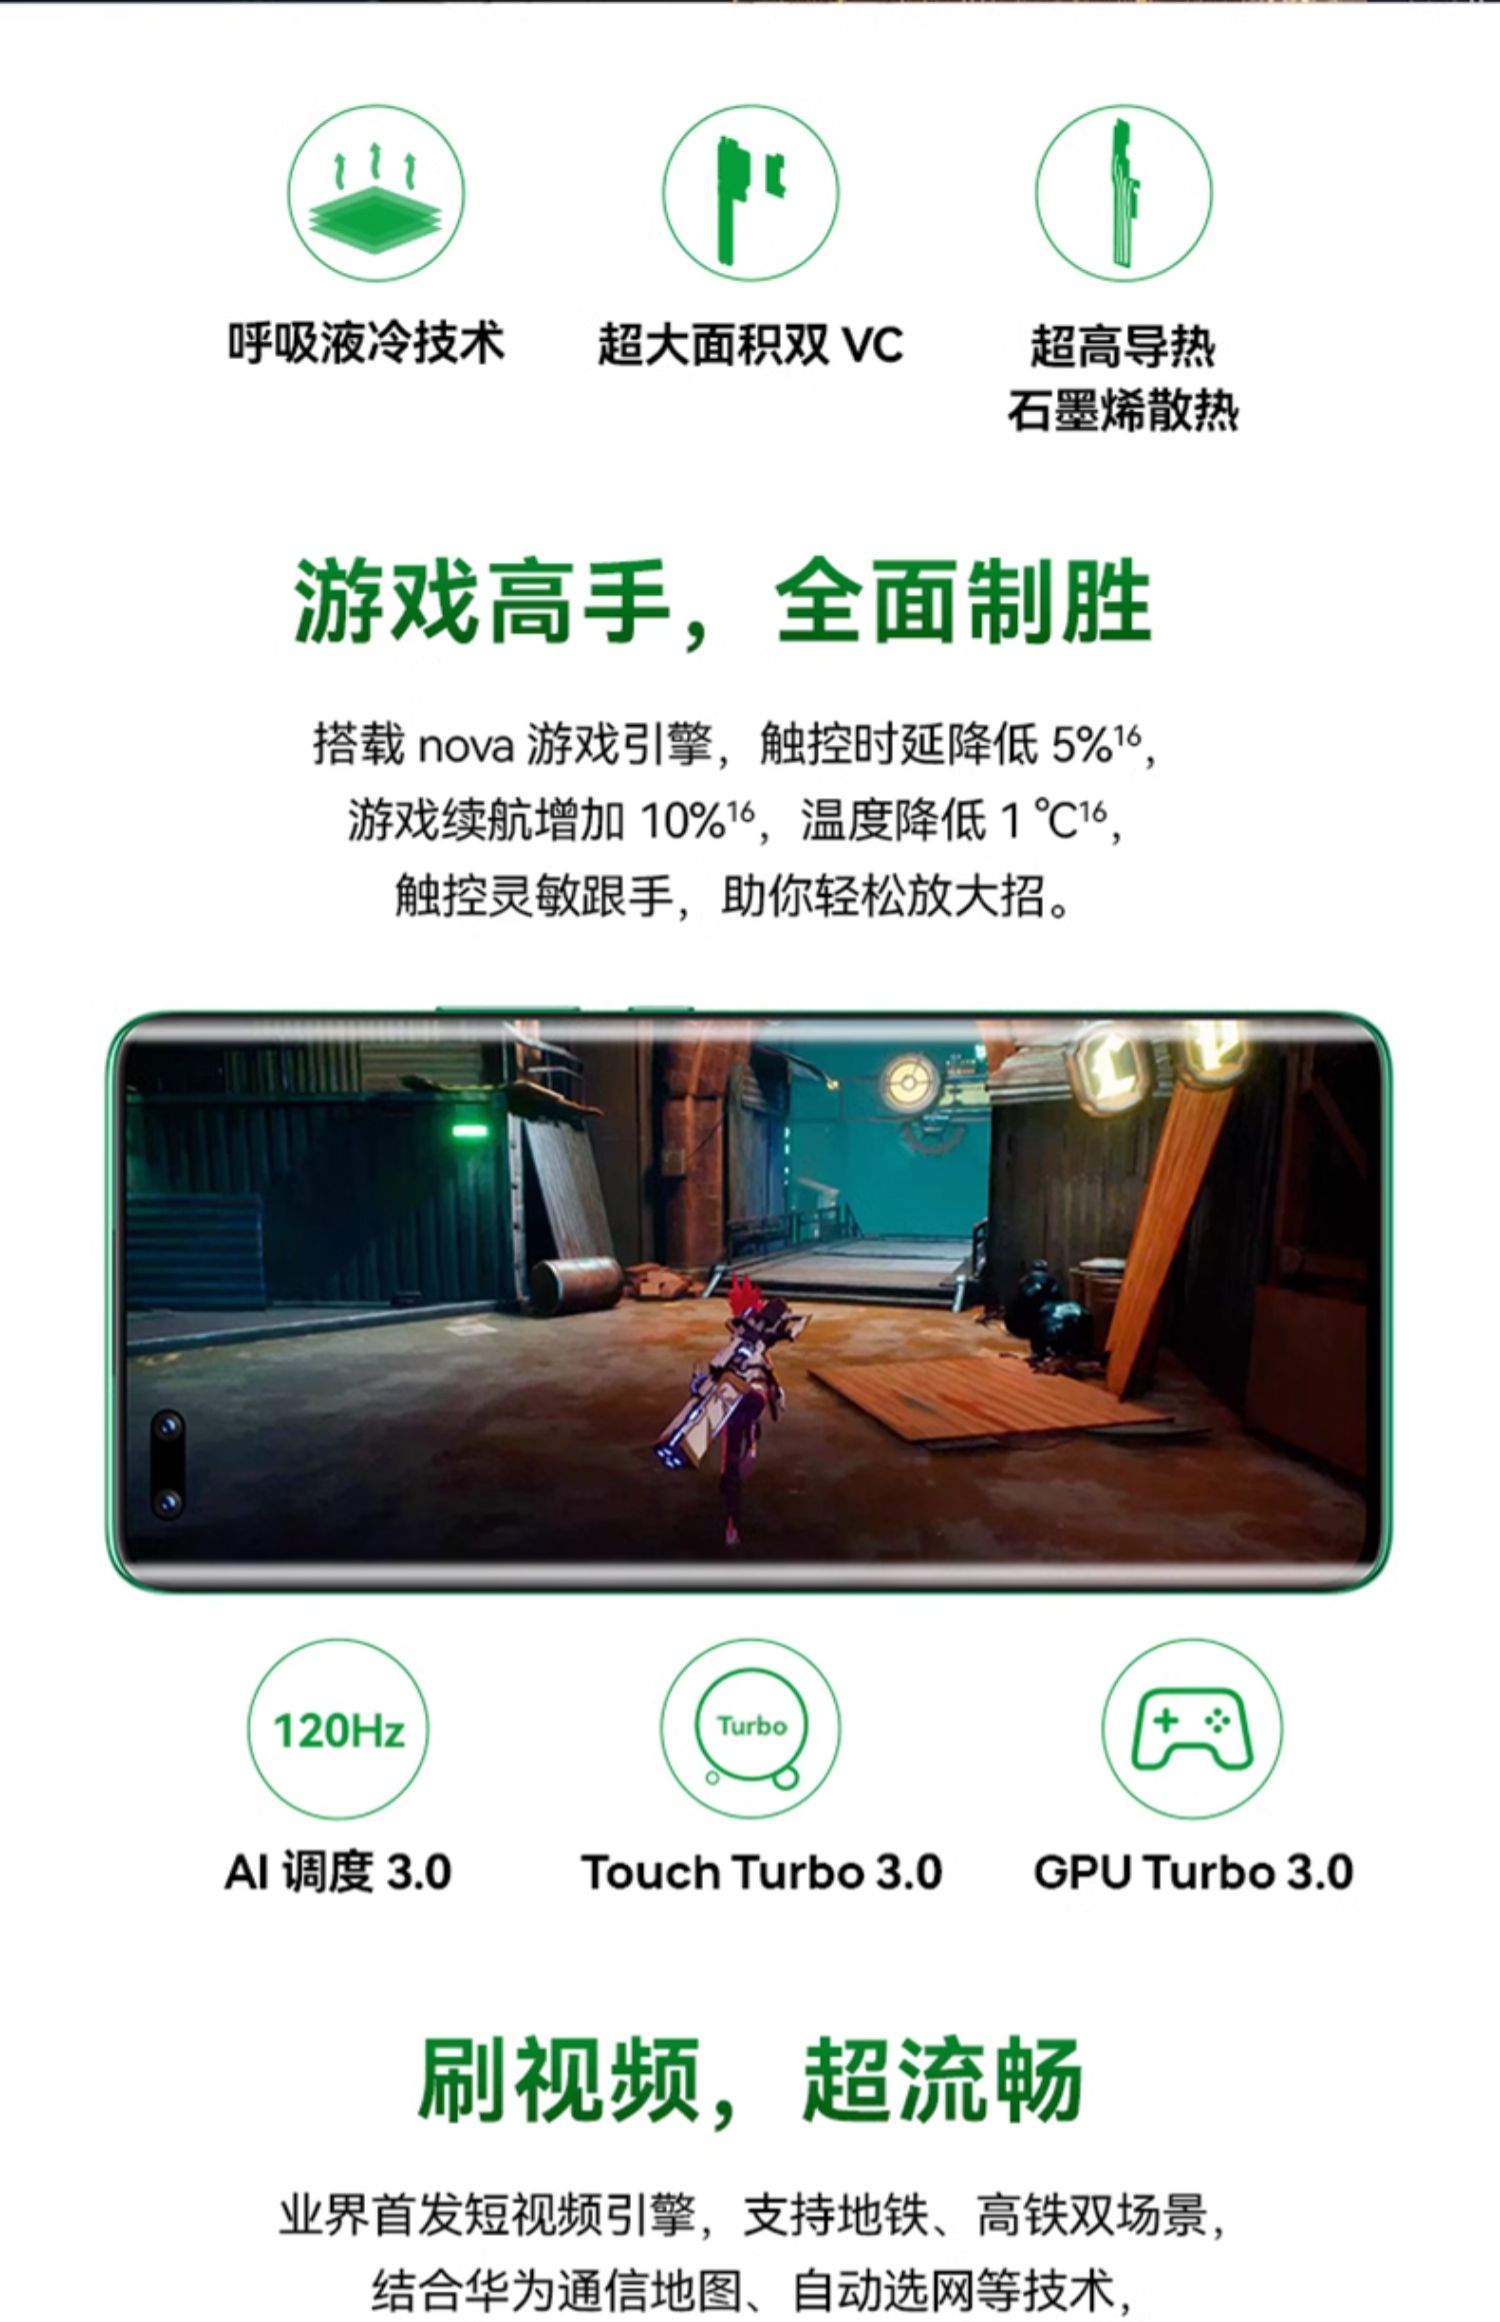 呼吸液冷技术
超大面积双 VC
超高导热
石墨烯散热
游戏高手，全面制胜
搭载 nova 游戏引擎，触控时延降低 5%¹⁶，
游戏续航增加 10%¹⁶，温度降低 1 ℃¹⁶，
触控灵敏跟手，助你轻松放大招。
120Hz
Turbo
AI 调度 3.0
Touch Turbo 3.0
GPU Turbo 3.0
刷视频，超流畅
业界首发短视频引擎，支持地铁、高铁双场景，
结合华为通信地图、自动选网等技术，